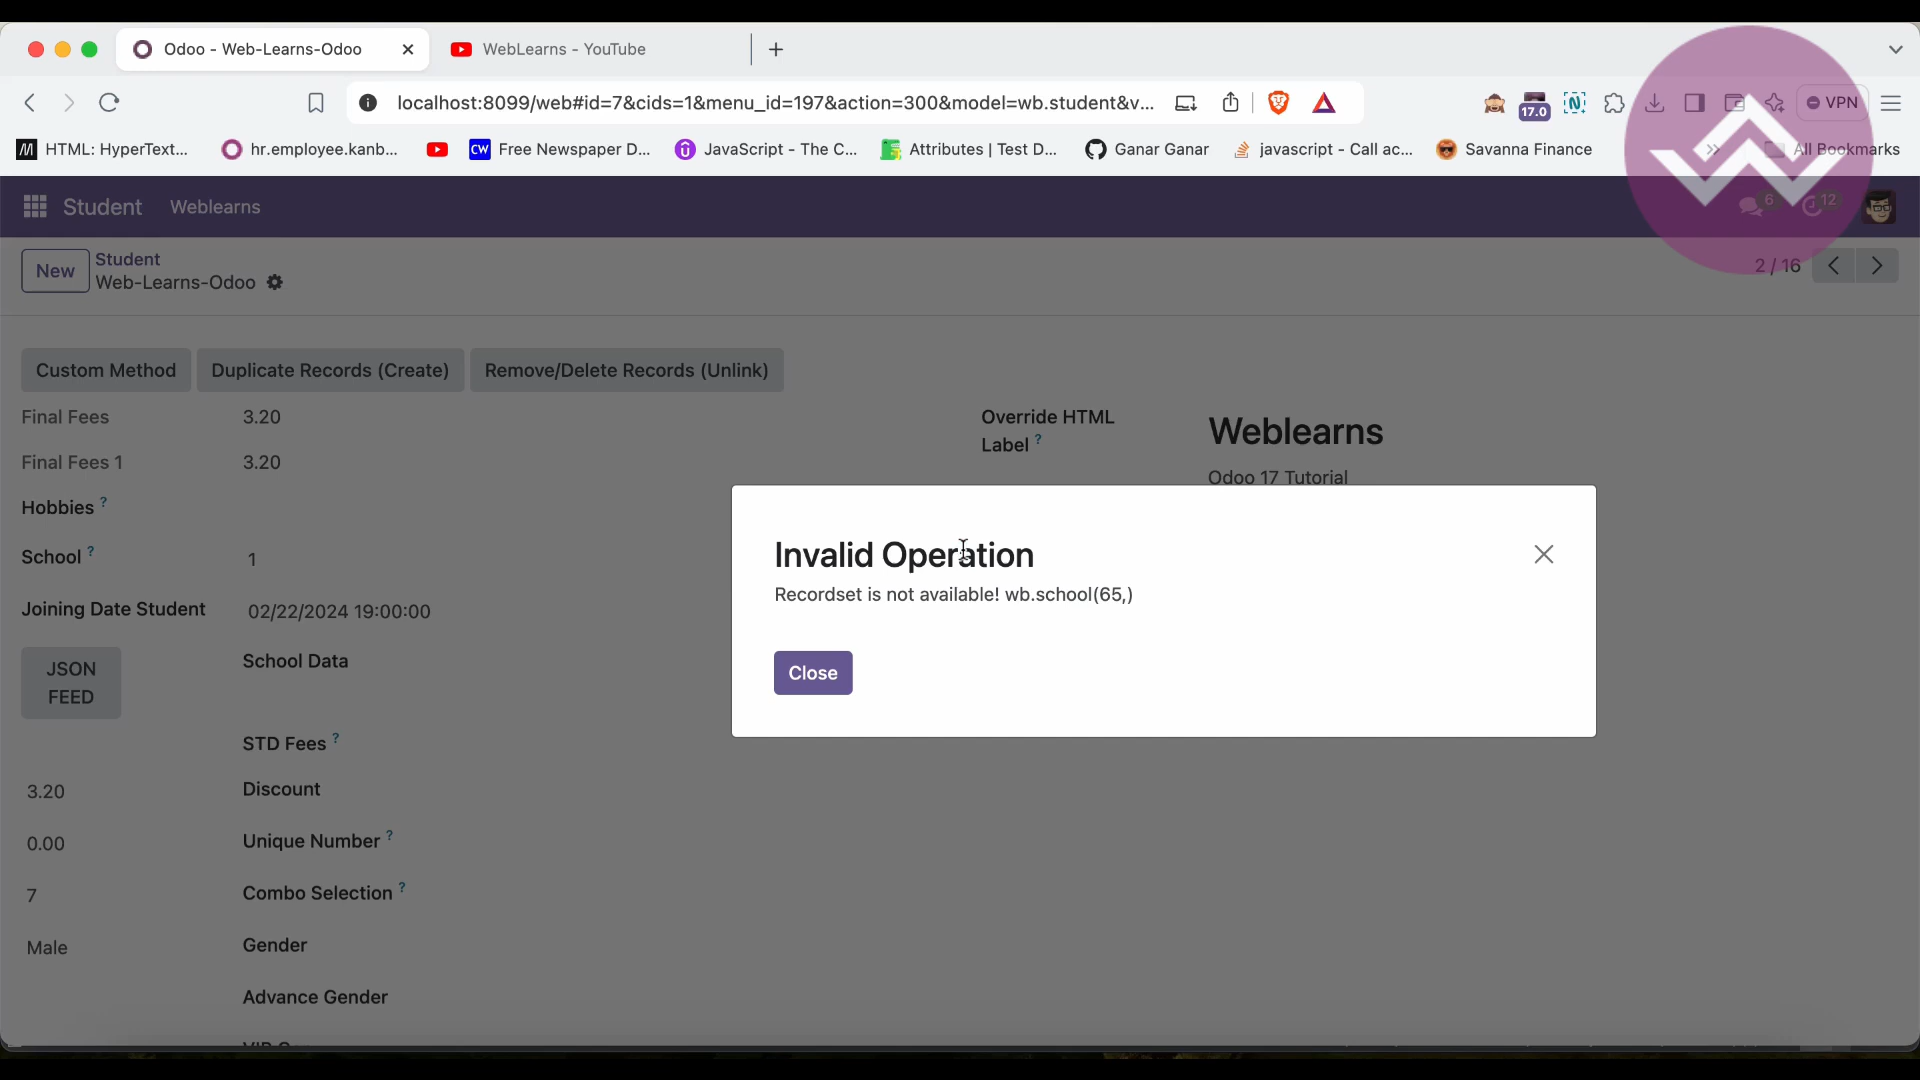 Odoo - Web-Learns-Odoo
WebLearns - YouTube
localhost:8099/web#id=7&cids=1&menu_id=197&action=300&model=wb.student&v...
17.0
VPN
HTML: HyperText...
hr.employee.kanb...
CW
Free Newspaper D...
JavaScript - The C...
Attributes | Test D...
Ganar Ganar
javascript - Call ac...
Savanna Finance
All Bookmarks
Student
Weblearns
6
12
New
Student
Web-Learns-Odoo
2 / 16
Custom Method
Duplicate Records (Create)
Remove/Delete Records (Unlink)
Final Fees
3.20
Override HTML
Label ?
Weblearns
Final Fees 1
3.20
Odoo 17 Tutorial
Hobbies ?
School ?
1
Invalid Operation
Recordset is not available! wb.school(65,)
Close
Joining Date Student
02/22/2024 19:00:00
JSON
FEED
School Data
STD Fees ?
3.20
Discount
0.00
Unique Number ?
7
Combo Selection ?
Male
Gender
Advance Gender